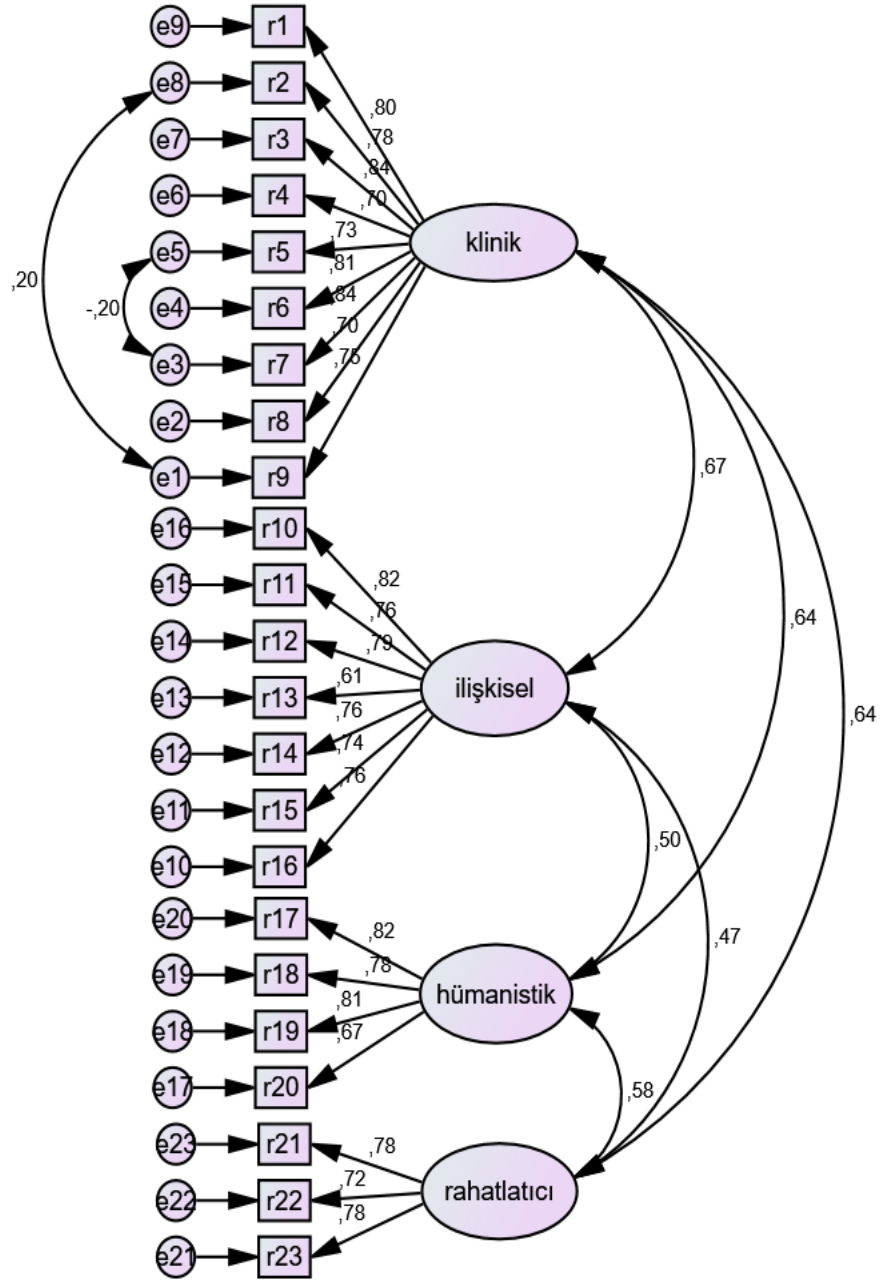 e9 r1
e8 r2
,80
,78
e7 r3
,84
e6 r4
,70
,73
klinik
e5 r5
,81
,20
-,20
e4 r6
,84
,70
e3 r7
,75
e2 r8
,67
e1 r9
e16 r10
,82
e15 r11
,76
,64
e14 r12
,79
,61
ilişkisel
e13 r13
,76
,64
e12 r14
,74
,76
e11 r15
,50
e10 r16
e20 r17
,82
,47
e19 r18
,78
hümanistik
,81
e18 r19
,67
e17 r20
,58
e23 r21
,78
,72
rahatlatıcı
e22 r22
,78
e21 r23